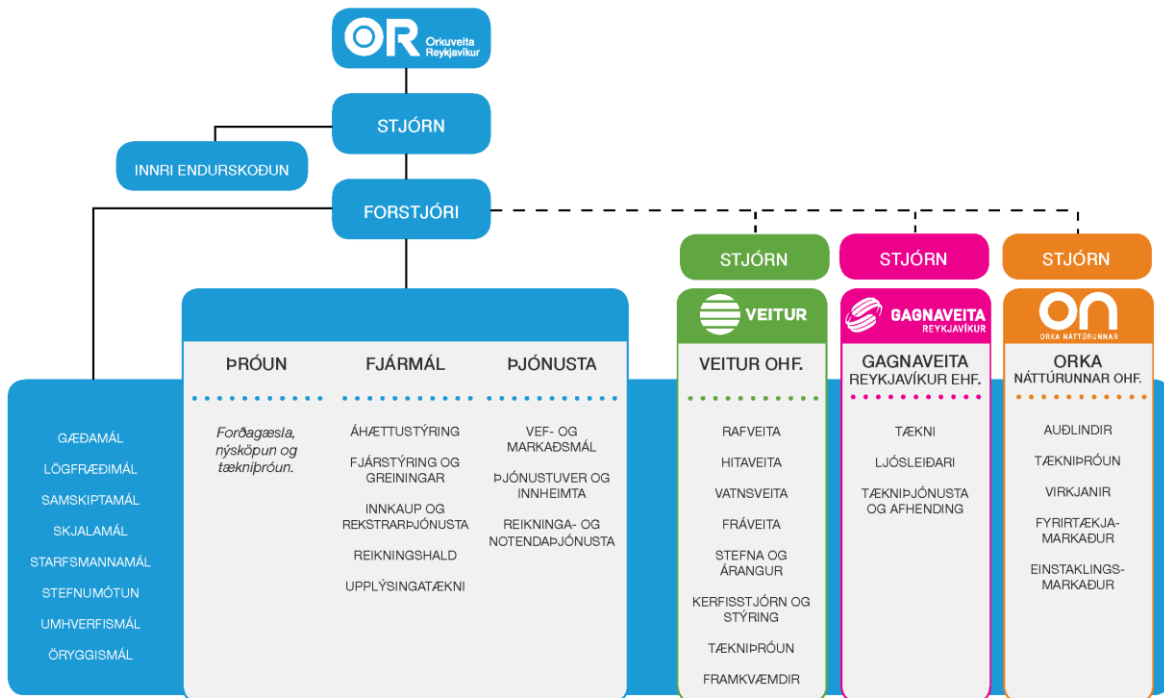 OR Orkuveita
Reykjavíkur
STJÓRN
INNRI ENDURSKOÐUN
FORSTJÓRI
GÆÐAMÁL
LÖGFRÆÐIMÁL
SAMSKIPTAMÁL
SKJALAMÁL
STARFSMANNAMÁL
STEFNUMÓTUN
UMHVERFISMÁL
ÖRYGGISMÁL
ÞRÓUN
Forðagæsla,
nýsköpun og
tækniþróun.
FJÁRMÁL
ÁHÆTTUSTÝRING
FJÁRSTÝRING OG
GREININGAR
INNKAUP OG
REKSTRARÞJÓNUSTA
REIKNINGSHALD
UPPLÝSINGATÆKNI
ÞJÓNUSTA
VEF- OG
MARKAÐSMÁL
ÞJÓNUSTUVER OG
INNHEIMTA
REIKNINGA- OG
NOTENDAÞJÓNUSTA
STJÓRN
VEITUR
VEITUR OHF.
RAFVEITA
HITAVEITA
VATNSVEITA
FRÁVEITA
STEFNA OG
ÁRANGUR
KERFISSTJÓRN OG
STÝRING
TÆKNIÞRÓUN
FRAMKVÆMDIR
STJÓRN
GAGNAVEITA
REYKJAVÍKUR
GAGNAVEITA
REYKJAVÍKUR EHF.
TÆKNI
LJÓSLEIÐARI
TÆKNIÞJÓNUSTA
OG AFHENDING
STJÓRN
on
ORKA NÁTTÚRUNNAR
ORKA
NÁTTÚRUNNAR OHF.
AUÐLINDIR
TÆKNIÞRÓUN
VIRKJANIR
FYRIRTÆKJA-
MARKAÐUR
EINSTAKLINGS-
MARKAÐUR